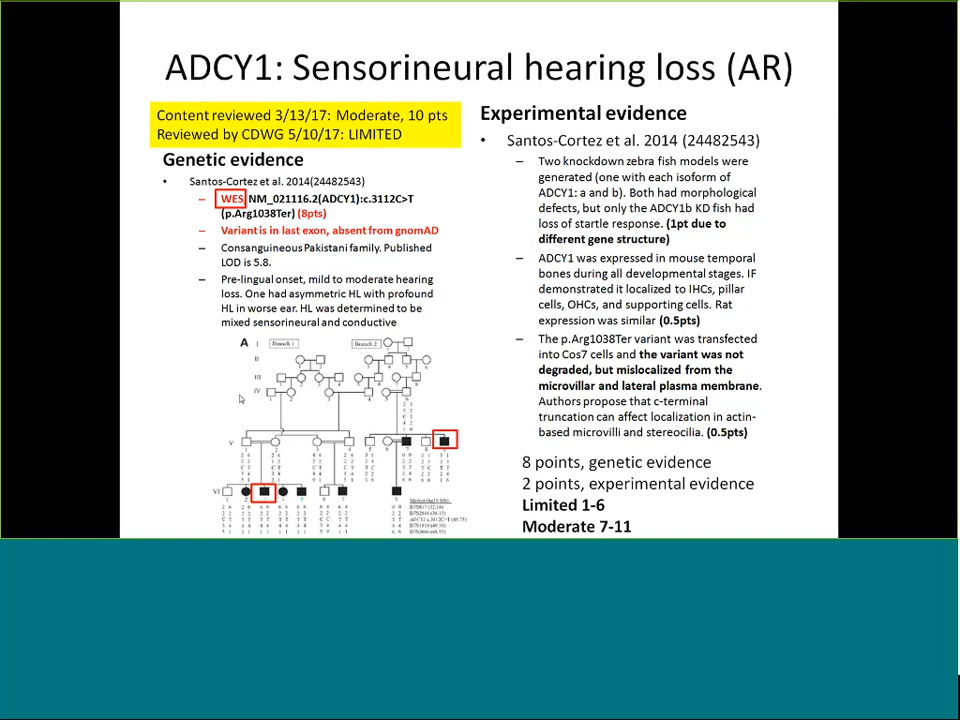 ADCY1: Sensorineural hearing loss (AR)
Content reviewed 3/13/17: Moderate, 10 pts
Reviewed by CDWG 5/10/17: LIMITED
Genetic evidence
• Santos-Cortez et al. 2014(24482543)
– WES NM_021116.2(ADCY1):c.3112C>T
(p.Arg1038Ter) (8pts)
– Variant is in last exon, absent from gnomAD
– Consanguineous Pakistani family. Published
LOD is 5.8.
– Pre-lingual onset, mild to moderate hearing
loss. One had asymmetric HL with profound
HL in worse ear. HL was determined to be
mixed sensorineural and conductive
A I Branch 1 Branch 2
II
III
IV
V
VI
Experimental evidence
• Santos-Cortez et al. 2014 (24482543)
– Two knockdown zebra fish models were
generated (one with each isoform of
ADCY1: a and b). Both had morphological
defects, but only the ADCY1b KD fish had
loss of startle response. (1pt due to
different gene structure)
– ADCY1 was expressed in mouse temporal
bones during all developmental stages. IF
demonstrated it localized to IHCs, pillar
cells, OHCs, and supporting cells. Rat
expression was similar (0.5pts)
– The p.Arg1038Ter variant was transfected
into Cos7 cells and the variant was not
degraded, but mislocalized from the
microvillar and lateral plasma membrane.
Authors propose that c-terminal
truncation can affect localization in actin-
based microvilli and stereocilia. (0.5pts)
8 points, genetic evidence
2 points, experimental evidence
Limited 1-6
Moderate 7-11